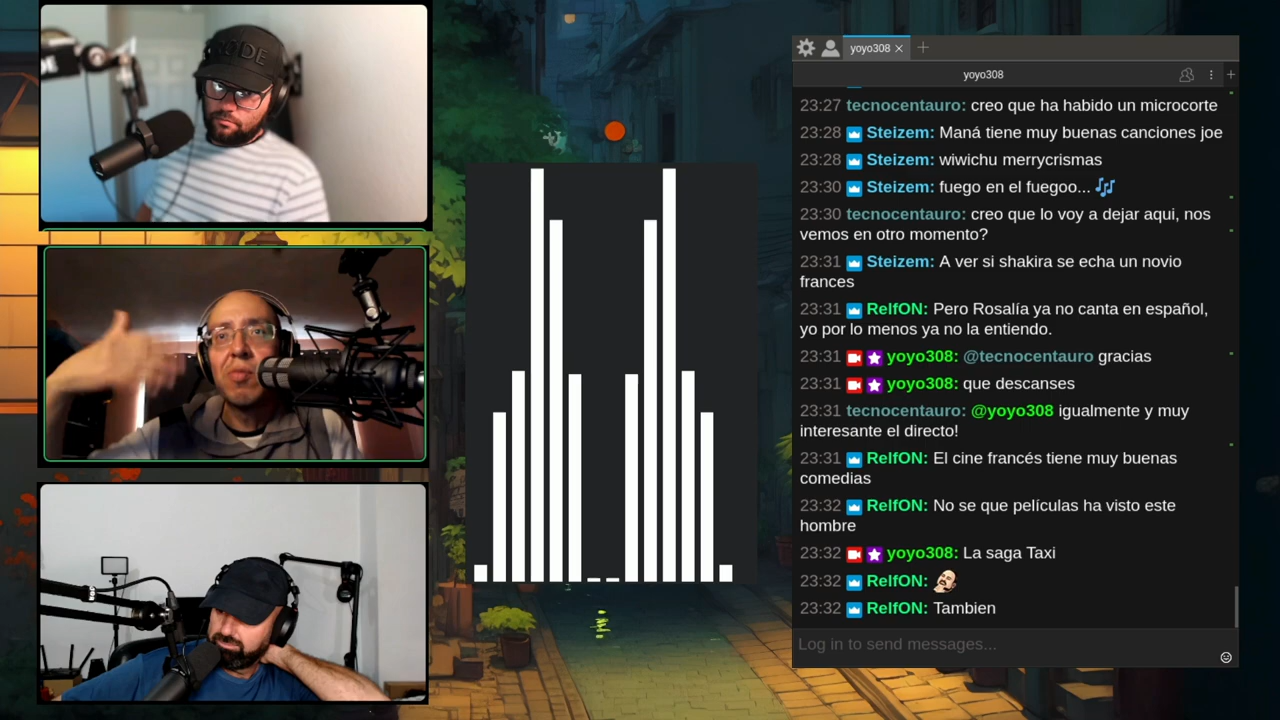 yoyo308
yoyo308
23:27 tecnocentauro: creo que ha habido un microcorte
23:28 Steizem: Maná tiene muy buenas canciones joe
23:28 Steizem: wiwichu merrycrismas
23:30 Steizem: fuego en el fuegoo... 🎶
23:30 tecnocentauro: creo que lo voy a dejar aqui, nos
vemos en otro momento?
23:31 Steizem: A ver si shakira se echa un novio
frances
23:31 RelfON: Pero Rosalía ya no canta en español,
yo por lo menos ya no la entiendo.
23:31 yoyo308: @tecnocentauro gracias
23:31 yoyo308: que descanses
23:31 tecnocentauro: @yoyo308 igualmente y muy
interesante el directo!
23:31 RelfON: El cine francés tiene muy buenas
comedias
23:32 RelfON: No se que películas ha visto este
hombre
23:32 yoyo308: La saga Taxi
23:32 RelfON:
23:32 RelfON: Tambien
Log in to send messages...